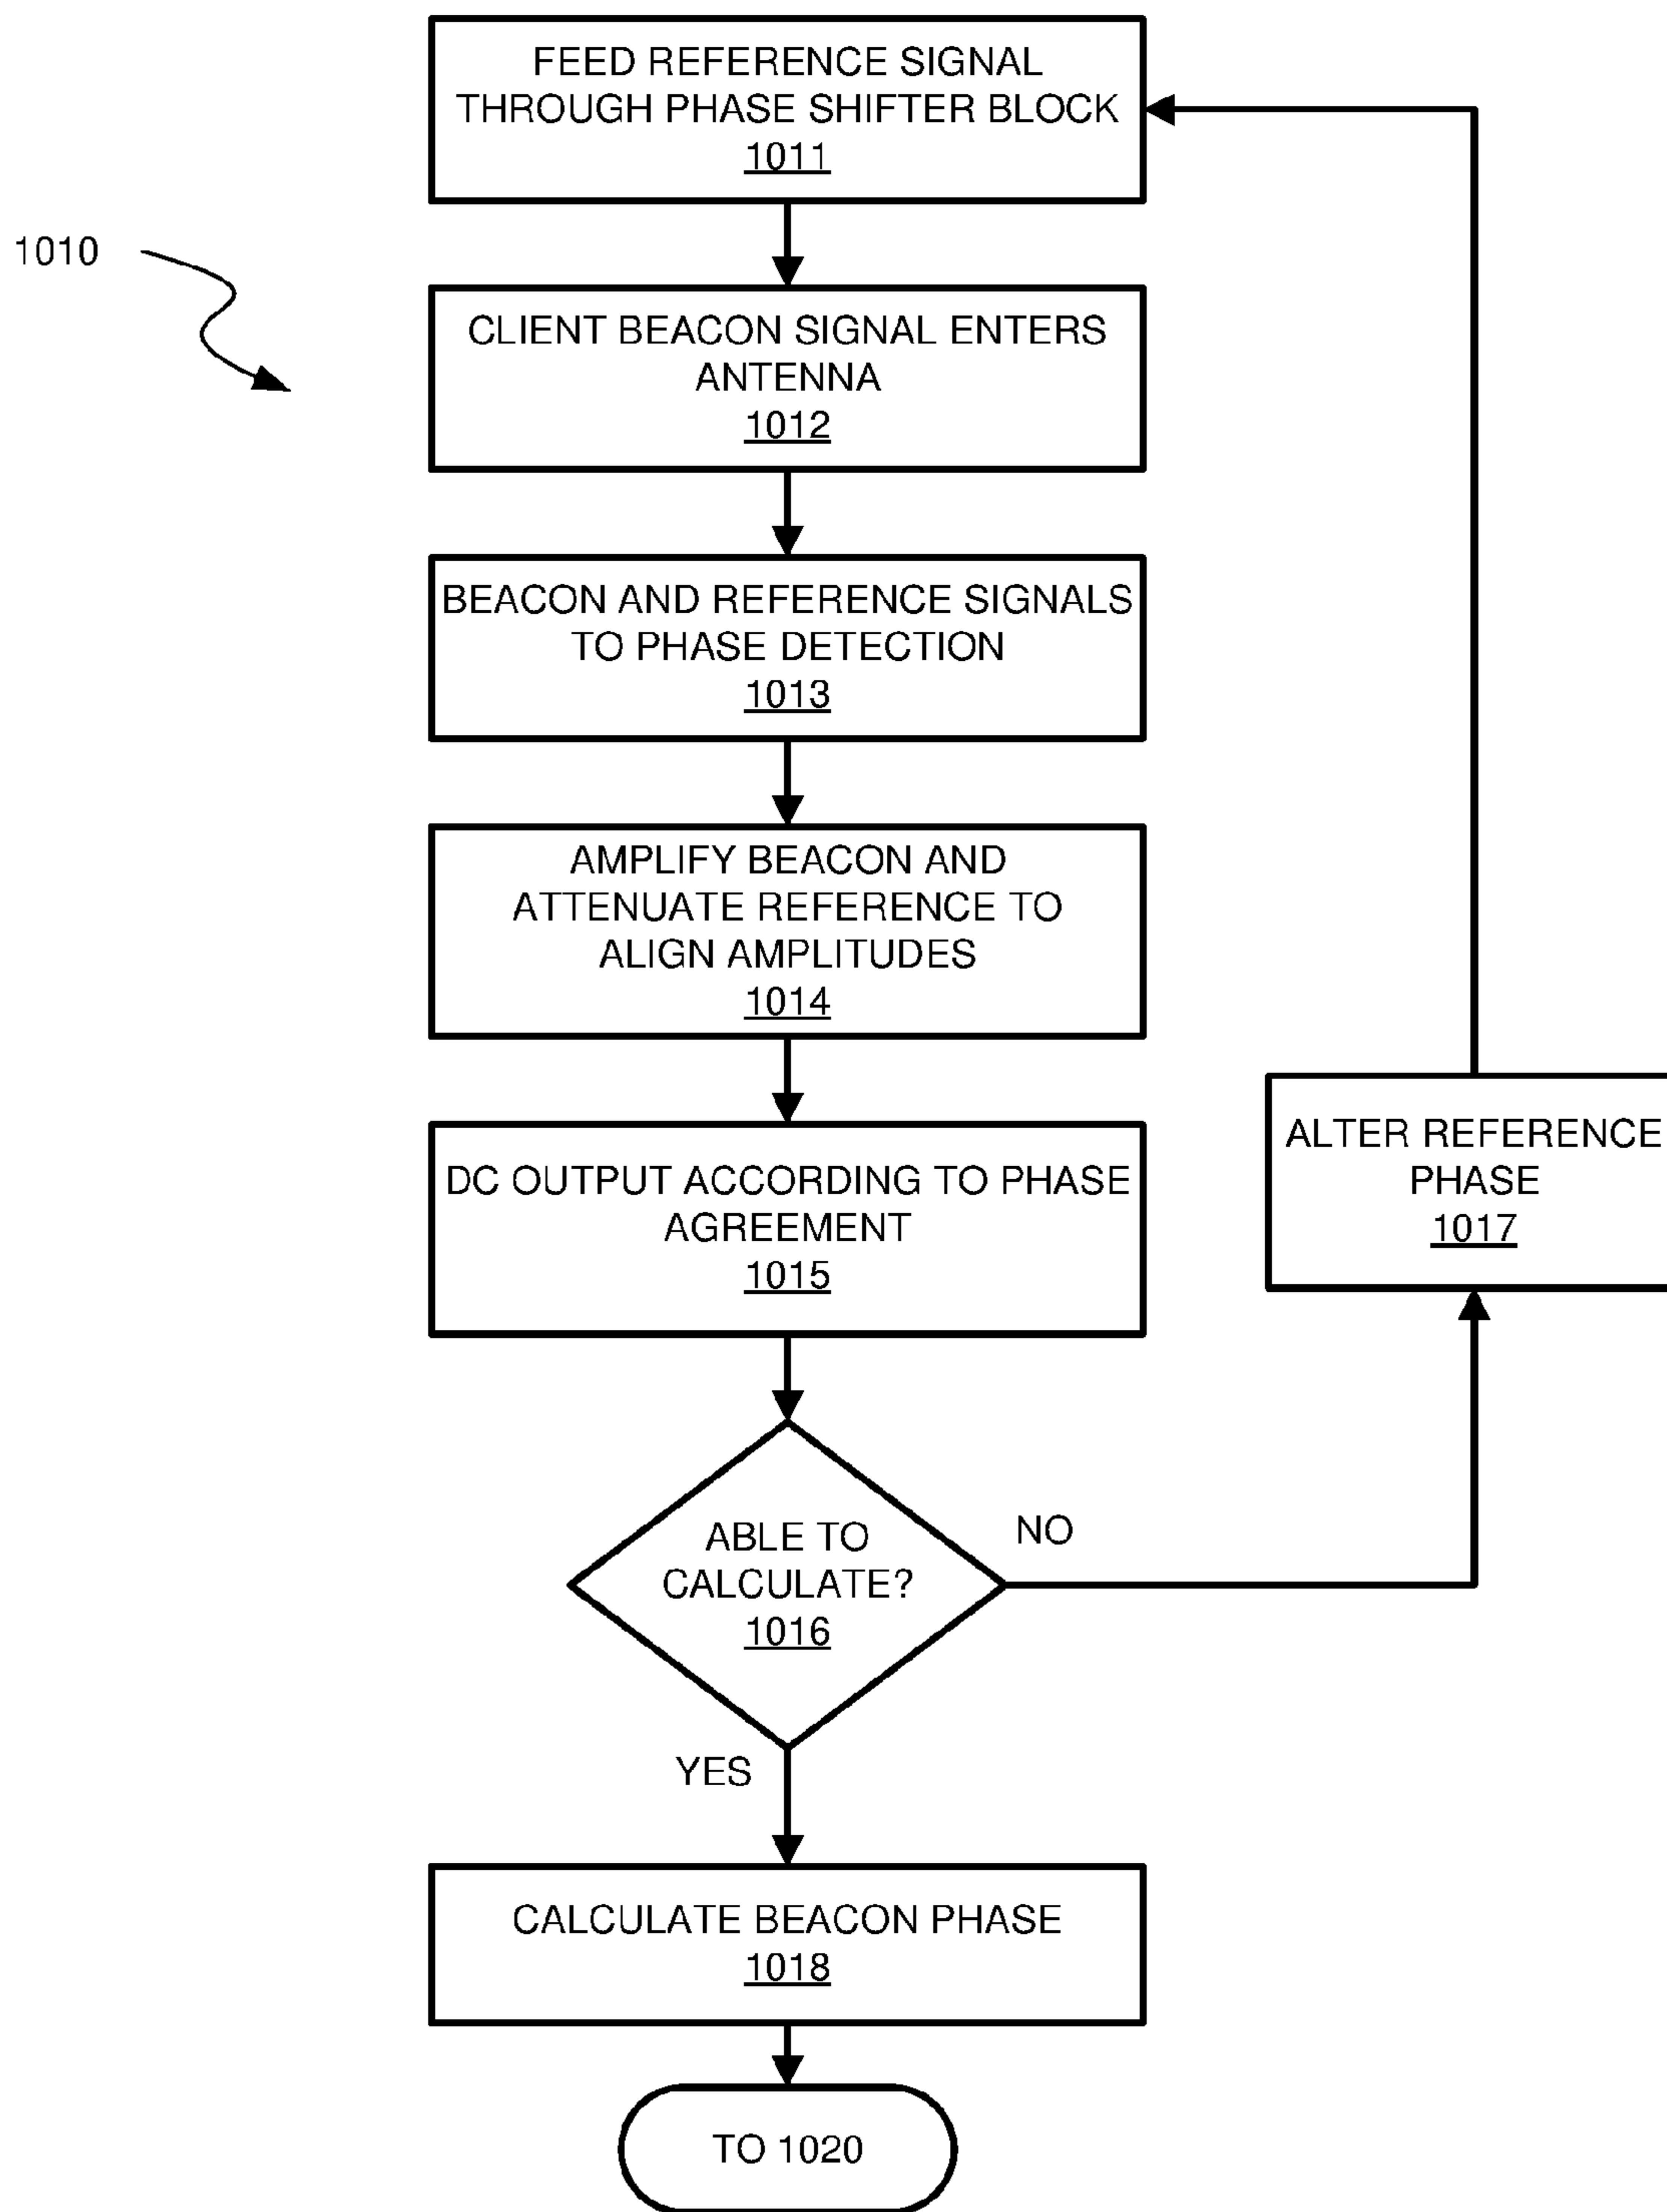 FEED REFERENCE SIGNAL
THROUGH PHASE SHIFTER BLOCK
1011
1010
CLIENT BEACON SIGNAL ENTERS
ANTENNA
1012
BEACON AND REFERENCE SIGNALS
TO PHASE DETECTION
1013
AMPLIFY BEACON AND
ATTENUATE REFERENCE TO
ALIGN AMPLITUDES
1014
DC OUTPUT ACCORDING TO PHASE
AGREEMENT
1015
ABLE TO
CALCULATE?
1016
NO
ALTER REFERENCE
PHASE
1017
YES
CALCULATE BEACON PHASE
1018
TO 1020